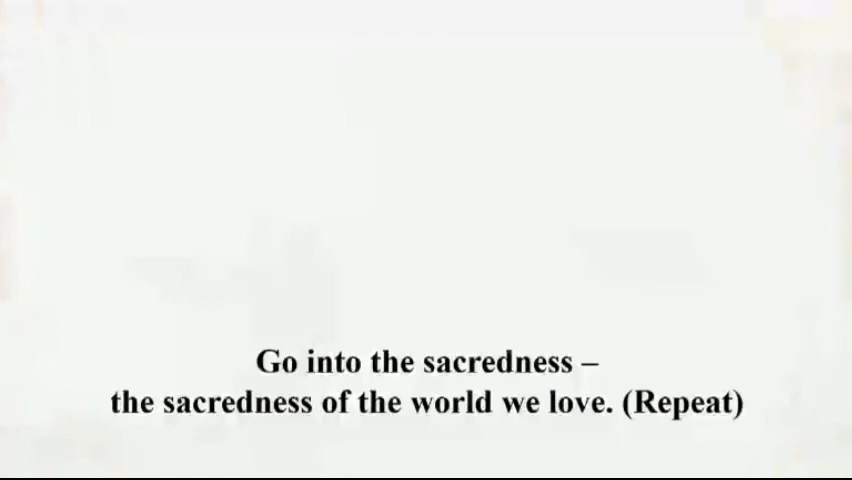 Go into the sacredness –
the sacredness of the world we love. (Repeat)